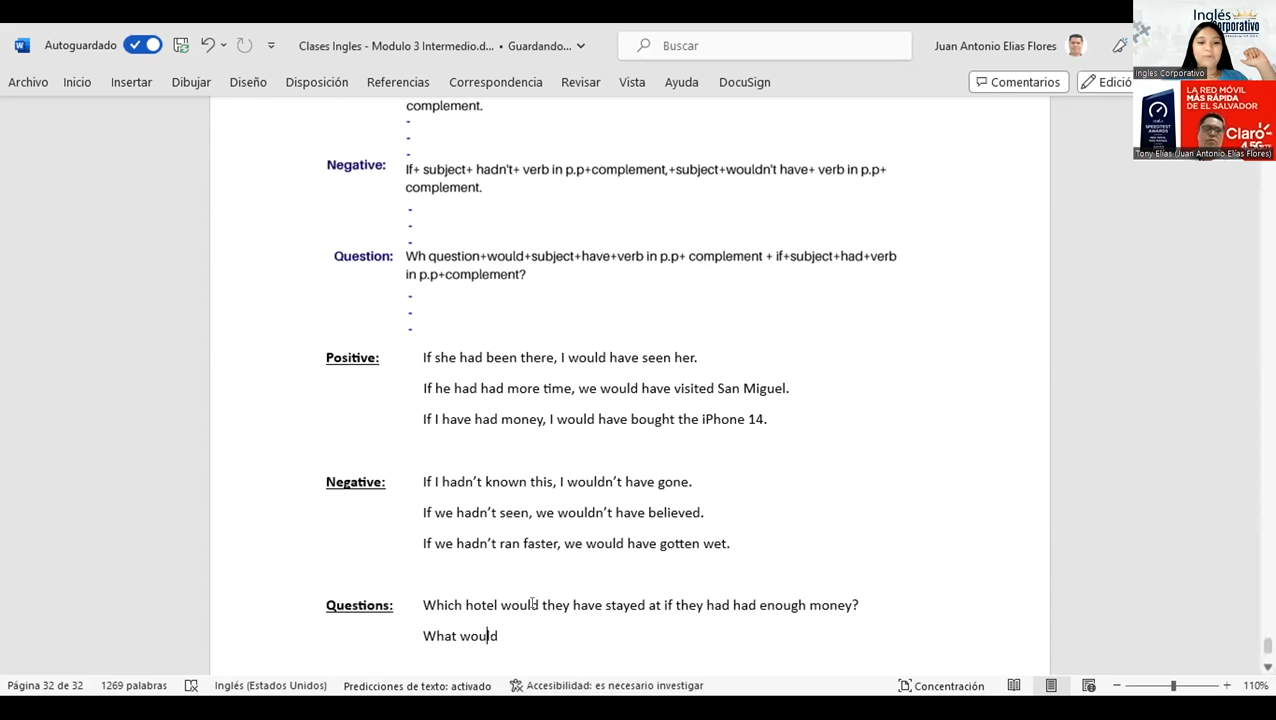 Autoguardado
Clases Ingles - Modulo 3 Intermedio.d... • Guardando...
Buscar
Juan Antonio Elias Flores
Inglés
Corporativo
Ingles Corporativo
Archivo Inicio Insertar Dibujar Diseño Disposición Referencias Correspondencia Revisar Vista Ayuda DocuSign
Comentarios
Edició
LA RED MÓVIL
MÁS RÁPIDA
DE EL SALVADOR
SPEEDTEST
AWARDS
Claro
4.5G
Tony Elías (Juan Antonio Elías Flores)
complement.
-
-
-
Negative: If+ subject+ hadn't+ verb in p.p+complement,+subject+wouldn't have+ verb in p.p+
complement.
-
-
-
Question: Wh question+would+subject+have+verb in p.p+ complement + if+subject+had+verb
in p.p+complement?
-
-
-
Positive: If she had been there, I would have seen her.
If he had had more time, we would have visited San Miguel.
If I have had money, I would have bought the iPhone 14.
Negative: If I hadn’t known this, I wouldn’t have gone.
If we hadn’t seen, we wouldn’t have believed.
If we hadn’t ran faster, we would have gotten wet.
Questions: Which hotel would they have stayed at if they had had enough money?
What would
Página 32 de 32 1269 palabras Inglés (Estados Unidos) Predicciones de texto: activado Accesibilidad: es necesario investigar Concentración 110%